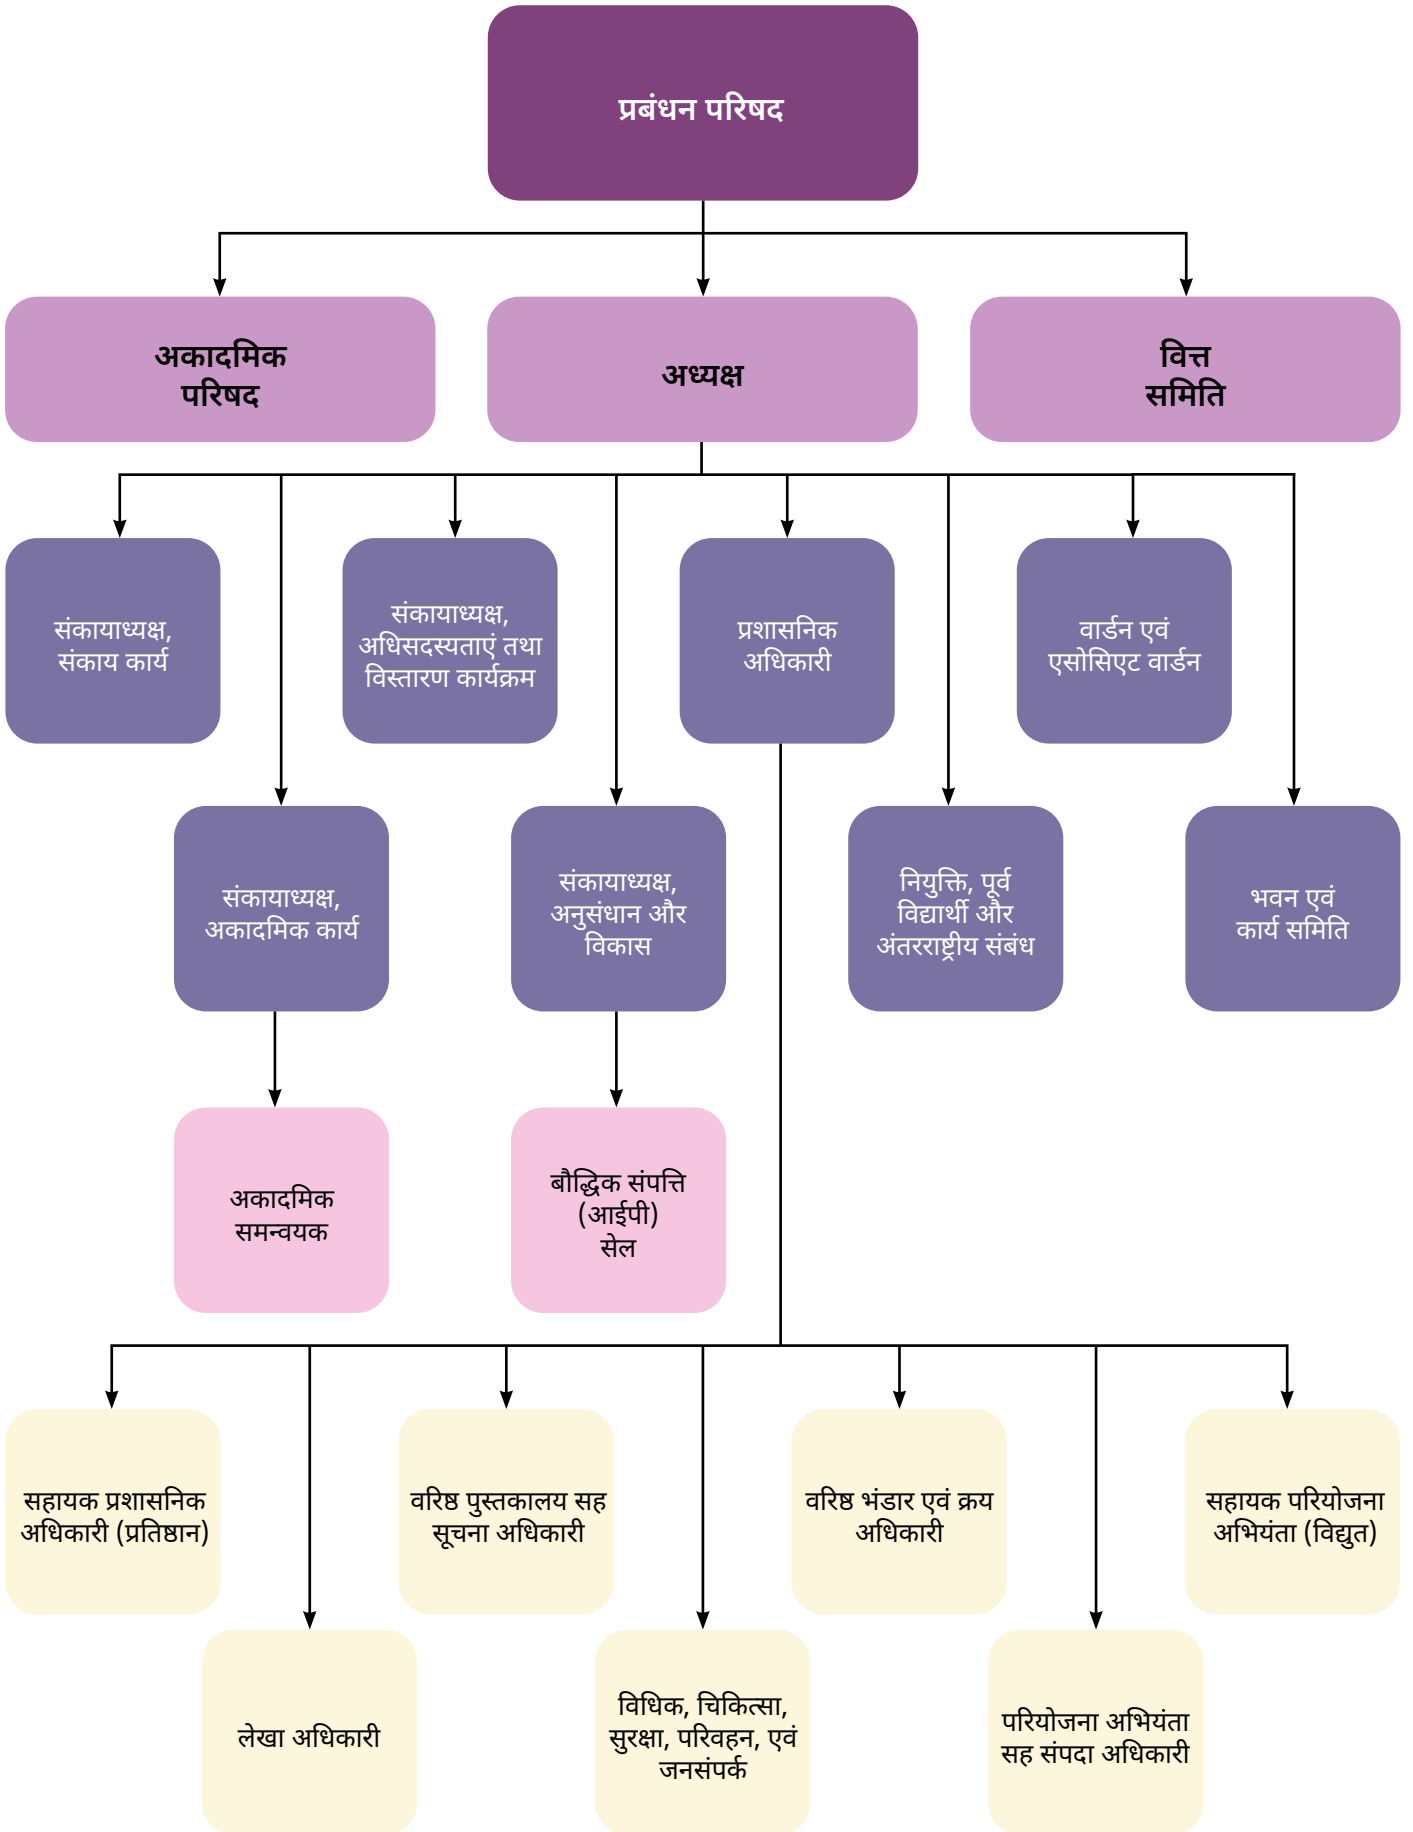 प्रबंधन परिषद
अकादमिक
परिषद
अध्यक्ष
वित्त
समिति
संकायाध्यक्ष,
संकाय कार्य
संकायाध्यक्ष,
अधिसदस्यताएं तथा
विस्तारण कार्यक्रम
प्रशासनिक
अधिकारी
वार्डन एवं
एसोसिएट वार्डन
संकायाध्यक्ष,
अकादमिक कार्य
संकायाध्यक्ष,
अनुसंधान और
विकास
नियुक्ति, पूर्व
विद्यार्थी और
अंतरराष्ट्रीय संबंध
भवन एवं
कार्य समिति
अकादमिक
समन्वयक
बौद्धिक संपत्ति
(आईपी)
सेल
सहायक प्रशासनिक
अधिकारी (प्रतिष्ठान)
वरिष्ठ पुस्तकालय सह
सूचना अधिकारी
वरिष्ठ भंडार एवं क्रय
अधिकारी
सहायक परियोजना
अभियंता (विद्युत)
लेखा अधिकारी
विधिक, चिकित्सा,
सुरक्षा, परिवहन, एवं
जनसंपर्क
परियोजना अभियंता
सह संपदा अधिकारी